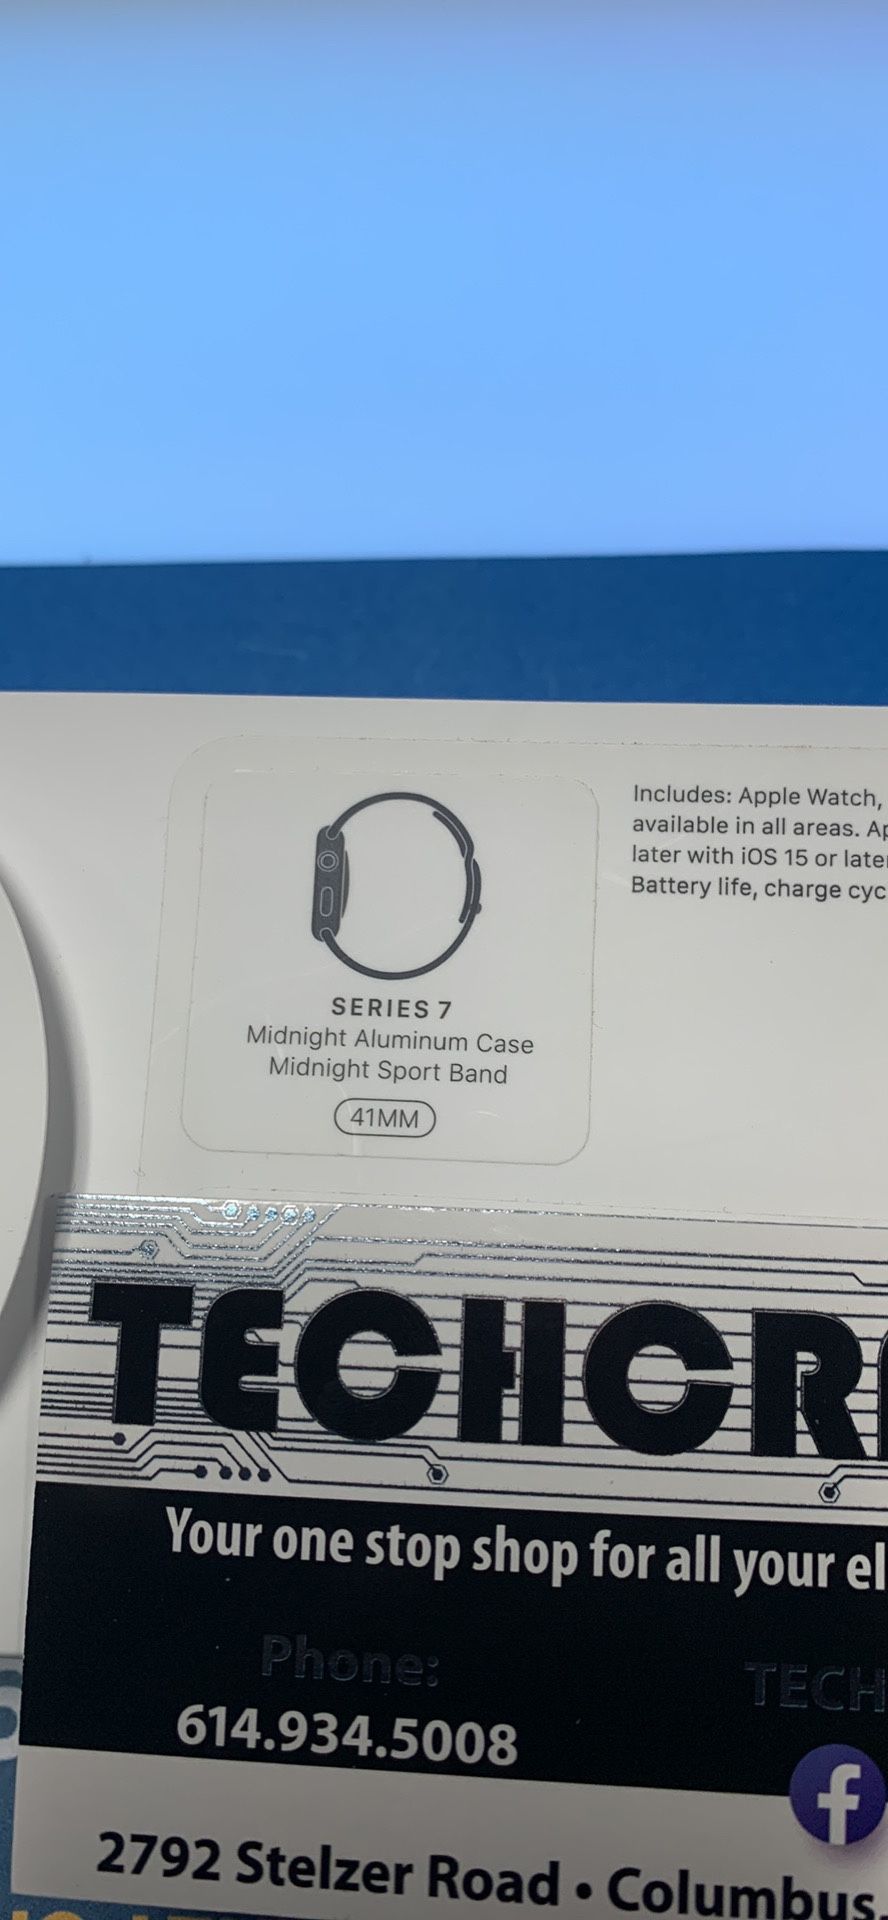 SERIES 7
Midnight Aluminum Case
Midnight Sport Band
41MM
Includes: Apple Watch,
available in all areas. Ap
later with iOS 15 or later
Battery life, charge cyc
TECHCR
Your one stop shop for all your el
Phone:
614.934.5008
TECH
f
2792 Stelzer Road • Columbus,